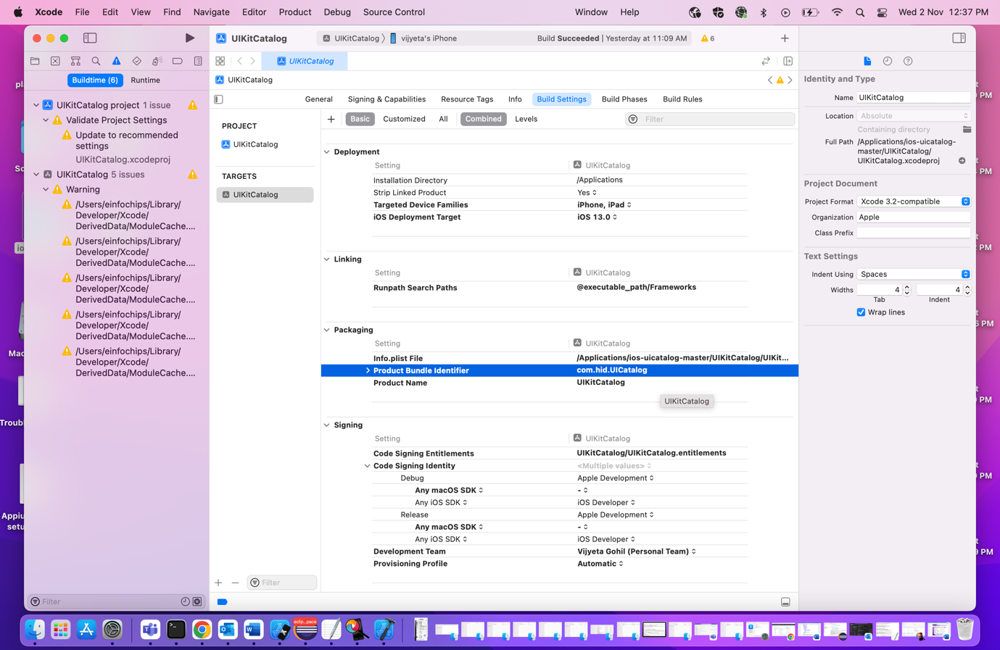 Xcode File Edit View Find Navigate Editor Product Debug Source Control Window Help Wed 2 Nov 12:37 PM
UIKitCatalog
UIKitCatalog 〉 vijyeta's iPhone
Build Succeeded | Yesterday at 11:09 AM
6
UIKitCatalog
Buildtime (6) Runtime
UIKitCatalog project 1 issue
Validate Project Settings
Update to recommended
settings
UIKitCatalog.xcodeproj
UIKitCatalog 5 issues
Warning
/Users/einfochips/Library/
Developer/Xcode/
DerivedData/ModuleCache....
/Users/einfochips/Library/
Developer/Xcode/
DerivedData/ModuleCache....
/Users/einfochips/Library/
Developer/Xcode/
DerivedData/ModuleCache....
/Users/einfochips/Library/
Developer/Xcode/
DerivedData/ModuleCache....
/Users/einfochips/Library/
Developer/Xcode/
DerivedData/ModuleCache....
Filter
UIKitCatalog
General Signing & Capabilities Resource Tags Info Build Settings Build Phases Build Rules
Basic Customized All Combined Levels Filter
PROJECT
UIKitCatalog
TARGETS
UIKitCatalog
Filter
Deployment
Setting UIKitCatalog
Installation Directory /Applications
Strip Linked Product Yes
Targeted Device Families iPhone, iPad
iOS Deployment Target iOS 13.0
Linking
Setting UIKitCatalog
Runpath Search Paths @executable_path/Frameworks
Packaging
Setting UIKitCatalog
Info.plist File /Applications/ios-uicatalog-master/UIKitCatalog/UIKit...
Product Bundle Identifier com.hid.UICatalog
Product Name UIKitCatalog
UIKitCatalog
Signing
Setting UIKitCatalog
Code Signing Entitlements UIKitCatalog/UIKitCatalog.entitlements
Code Signing Identity <Multiple values>
Debug Apple Development
Any macOS SDK -
Any iOS SDK iOS Developer
Release Apple Development
Any macOS SDK -
Any iOS SDK iOS Developer
Development Team Vijyeta Gohil (Personal Team)
Provisioning Profile Automatic
Identity and Type
Name UIKitCatalog
Location Absolute
Containing directory
Full Path /Applications/ios-uicatalog-
master/UIKitCatalog/
UIKitCatalog.xcodeproj
Project Document
Project Format Xcode 3.2-compatible
Organization Apple
Class Prefix
Text Settings
Indent Using Spaces
Widths 4 4
Tab Indent
Wrap lines
Mac
Troub
Appiu
setu
eclip...pace